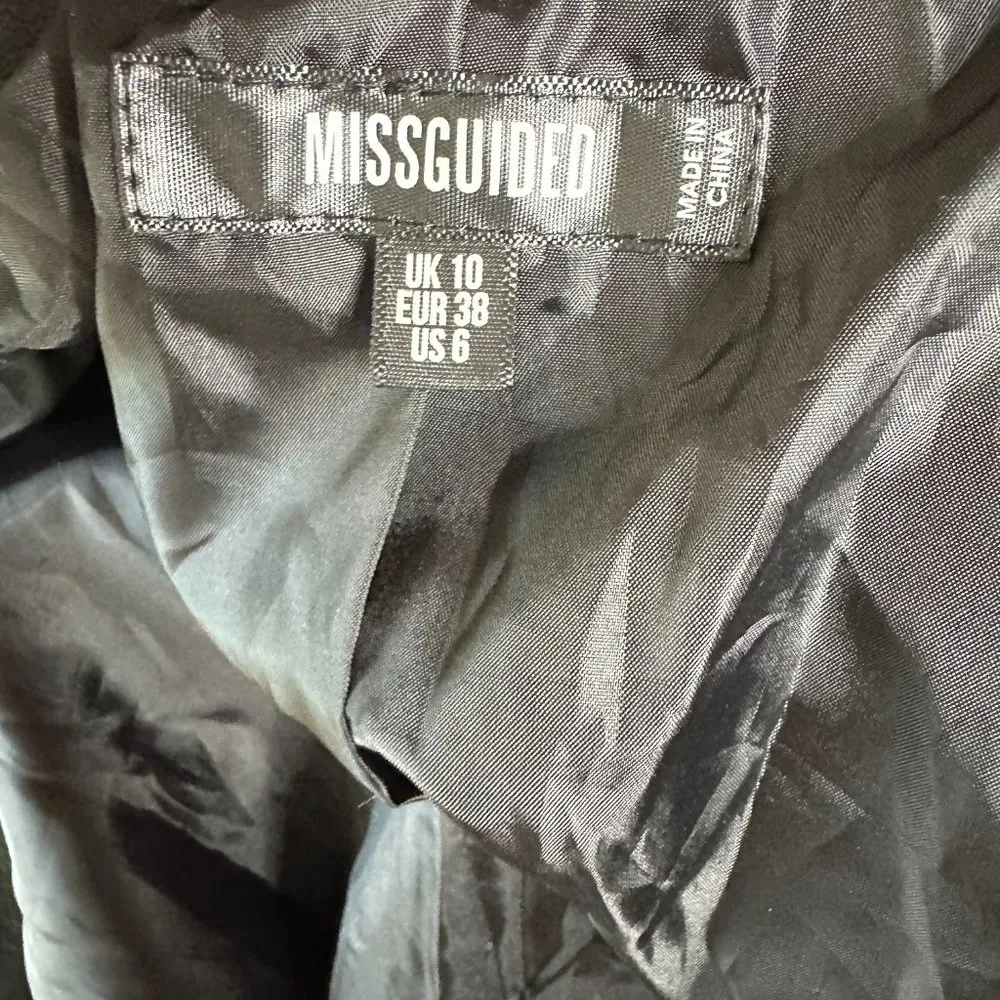 MISSGUIDED
MADE IN
CHINA
UK 10
EUR 38
US 6